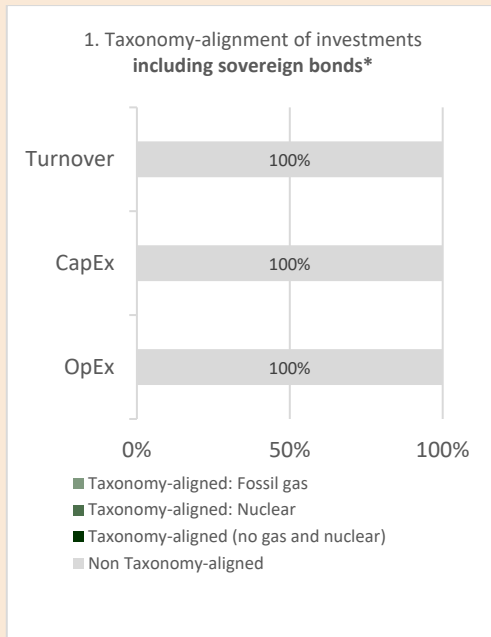 1. Taxonomy-alignment of investments
including sovereign bonds*
Turnover
100%
CapEx
100%
OpEx
100%
0%
50%
100%
Taxonomy-aligned: Fossil gas
Taxonomy-aligned: Nuclear
Taxonomy-aligned (no gas and nuclear)
Non Taxonomy-aligned